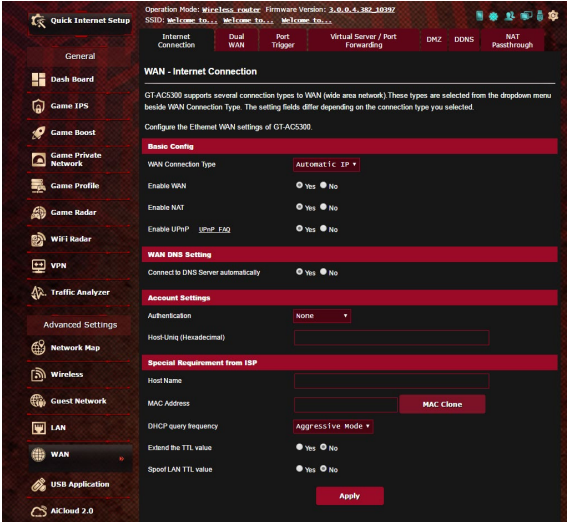 Quick Internet Setup
General
Dash Board
Game IPS
Game Boost
Game Private
Network
Game Profile
Game Radar
WiFi Radar
VPN
Traffic Analyzer
Advanced Settings
Network Map
Wireless
Guest Network
LAN
WAN
USB Application
AiCloud 2.0
Operation Mode: Wireless router Firmware Version: 3.0.0.4.382_10397
SSID: Welcome to... Welcome to... Welcome to...
Internet
Connection
Dual
WAN
Port
Trigger
Virtual Server / Port
Forwarding
DMZ
DDNS
NAT
Passthrough
WAN - Internet Connection
GT-AC5300 supports several connection types to WAN (wide area network).These types are selected from the dropdown menu
beside WAN Connection Type. The setting fields differ depending on the connection type you selected.
Configure the Ethernet WAN settings of GT-AC5300.
Basic Config
WAN Connection Type Automatic IP
Enable WAN Yes No
Enable NAT Yes No
Enable UPnP UPnP FAQ Yes No
WAN DNS Setting
Connect to DNS Server automatically Yes No
Account Settings
Authentication None
Host-Uniq (Hexadecimal)
Special Requirement from ISP
Host Name
MAC Address MAC Clone
DHCP query frequency Aggressive Mode
Extend the TTL value Yes No
Spoof LAN TTL value Yes No
Apply